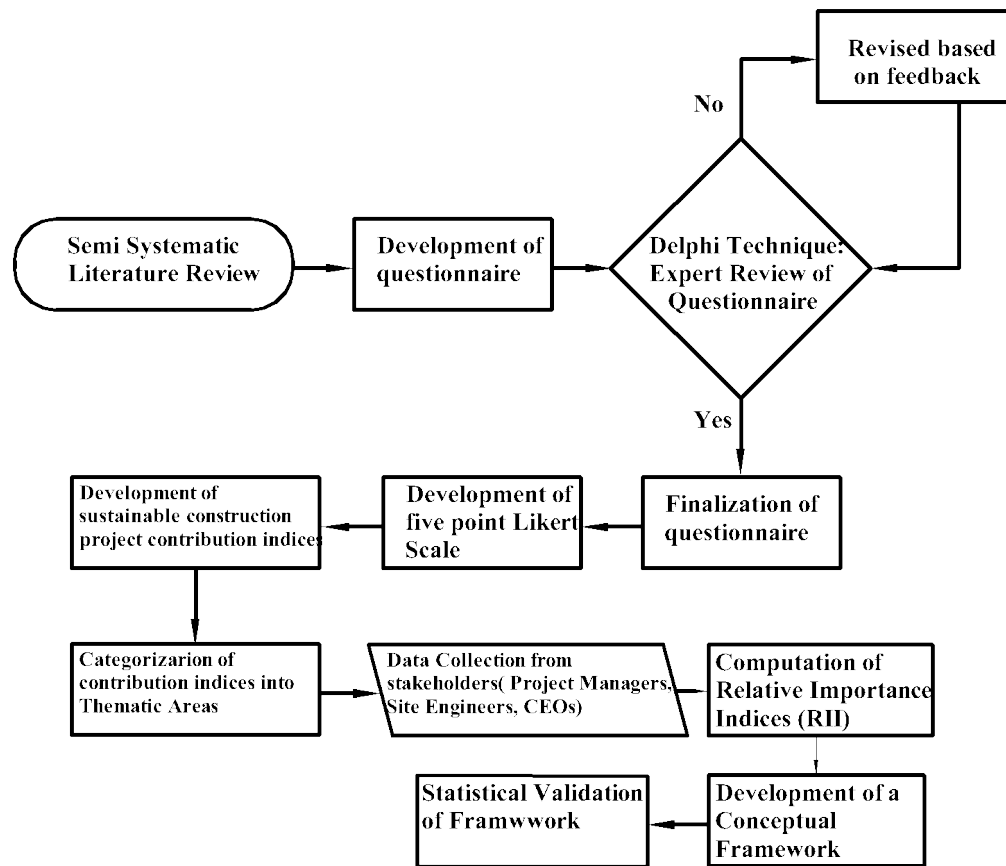 Revised based
on feedback
No
Semi Systematic
Literature Review
Development of
questionnaire
Delphi Technique:
Expert Review of
Questionnaire
Yes
Development of
sustainable construction
project contribution indices
Development of
five point Likert
Scale
Finalization of
questionnaire
Categorizarion of
contribution indices into
Thematic Areas
Data Collection from
stakeholders( Project Managers,
Site Engineers, CEOs)
Computation of
Relative Importance
Indices (RII)
Statistical Validation
of Framwwork
Development of a
Conceptual
Framework